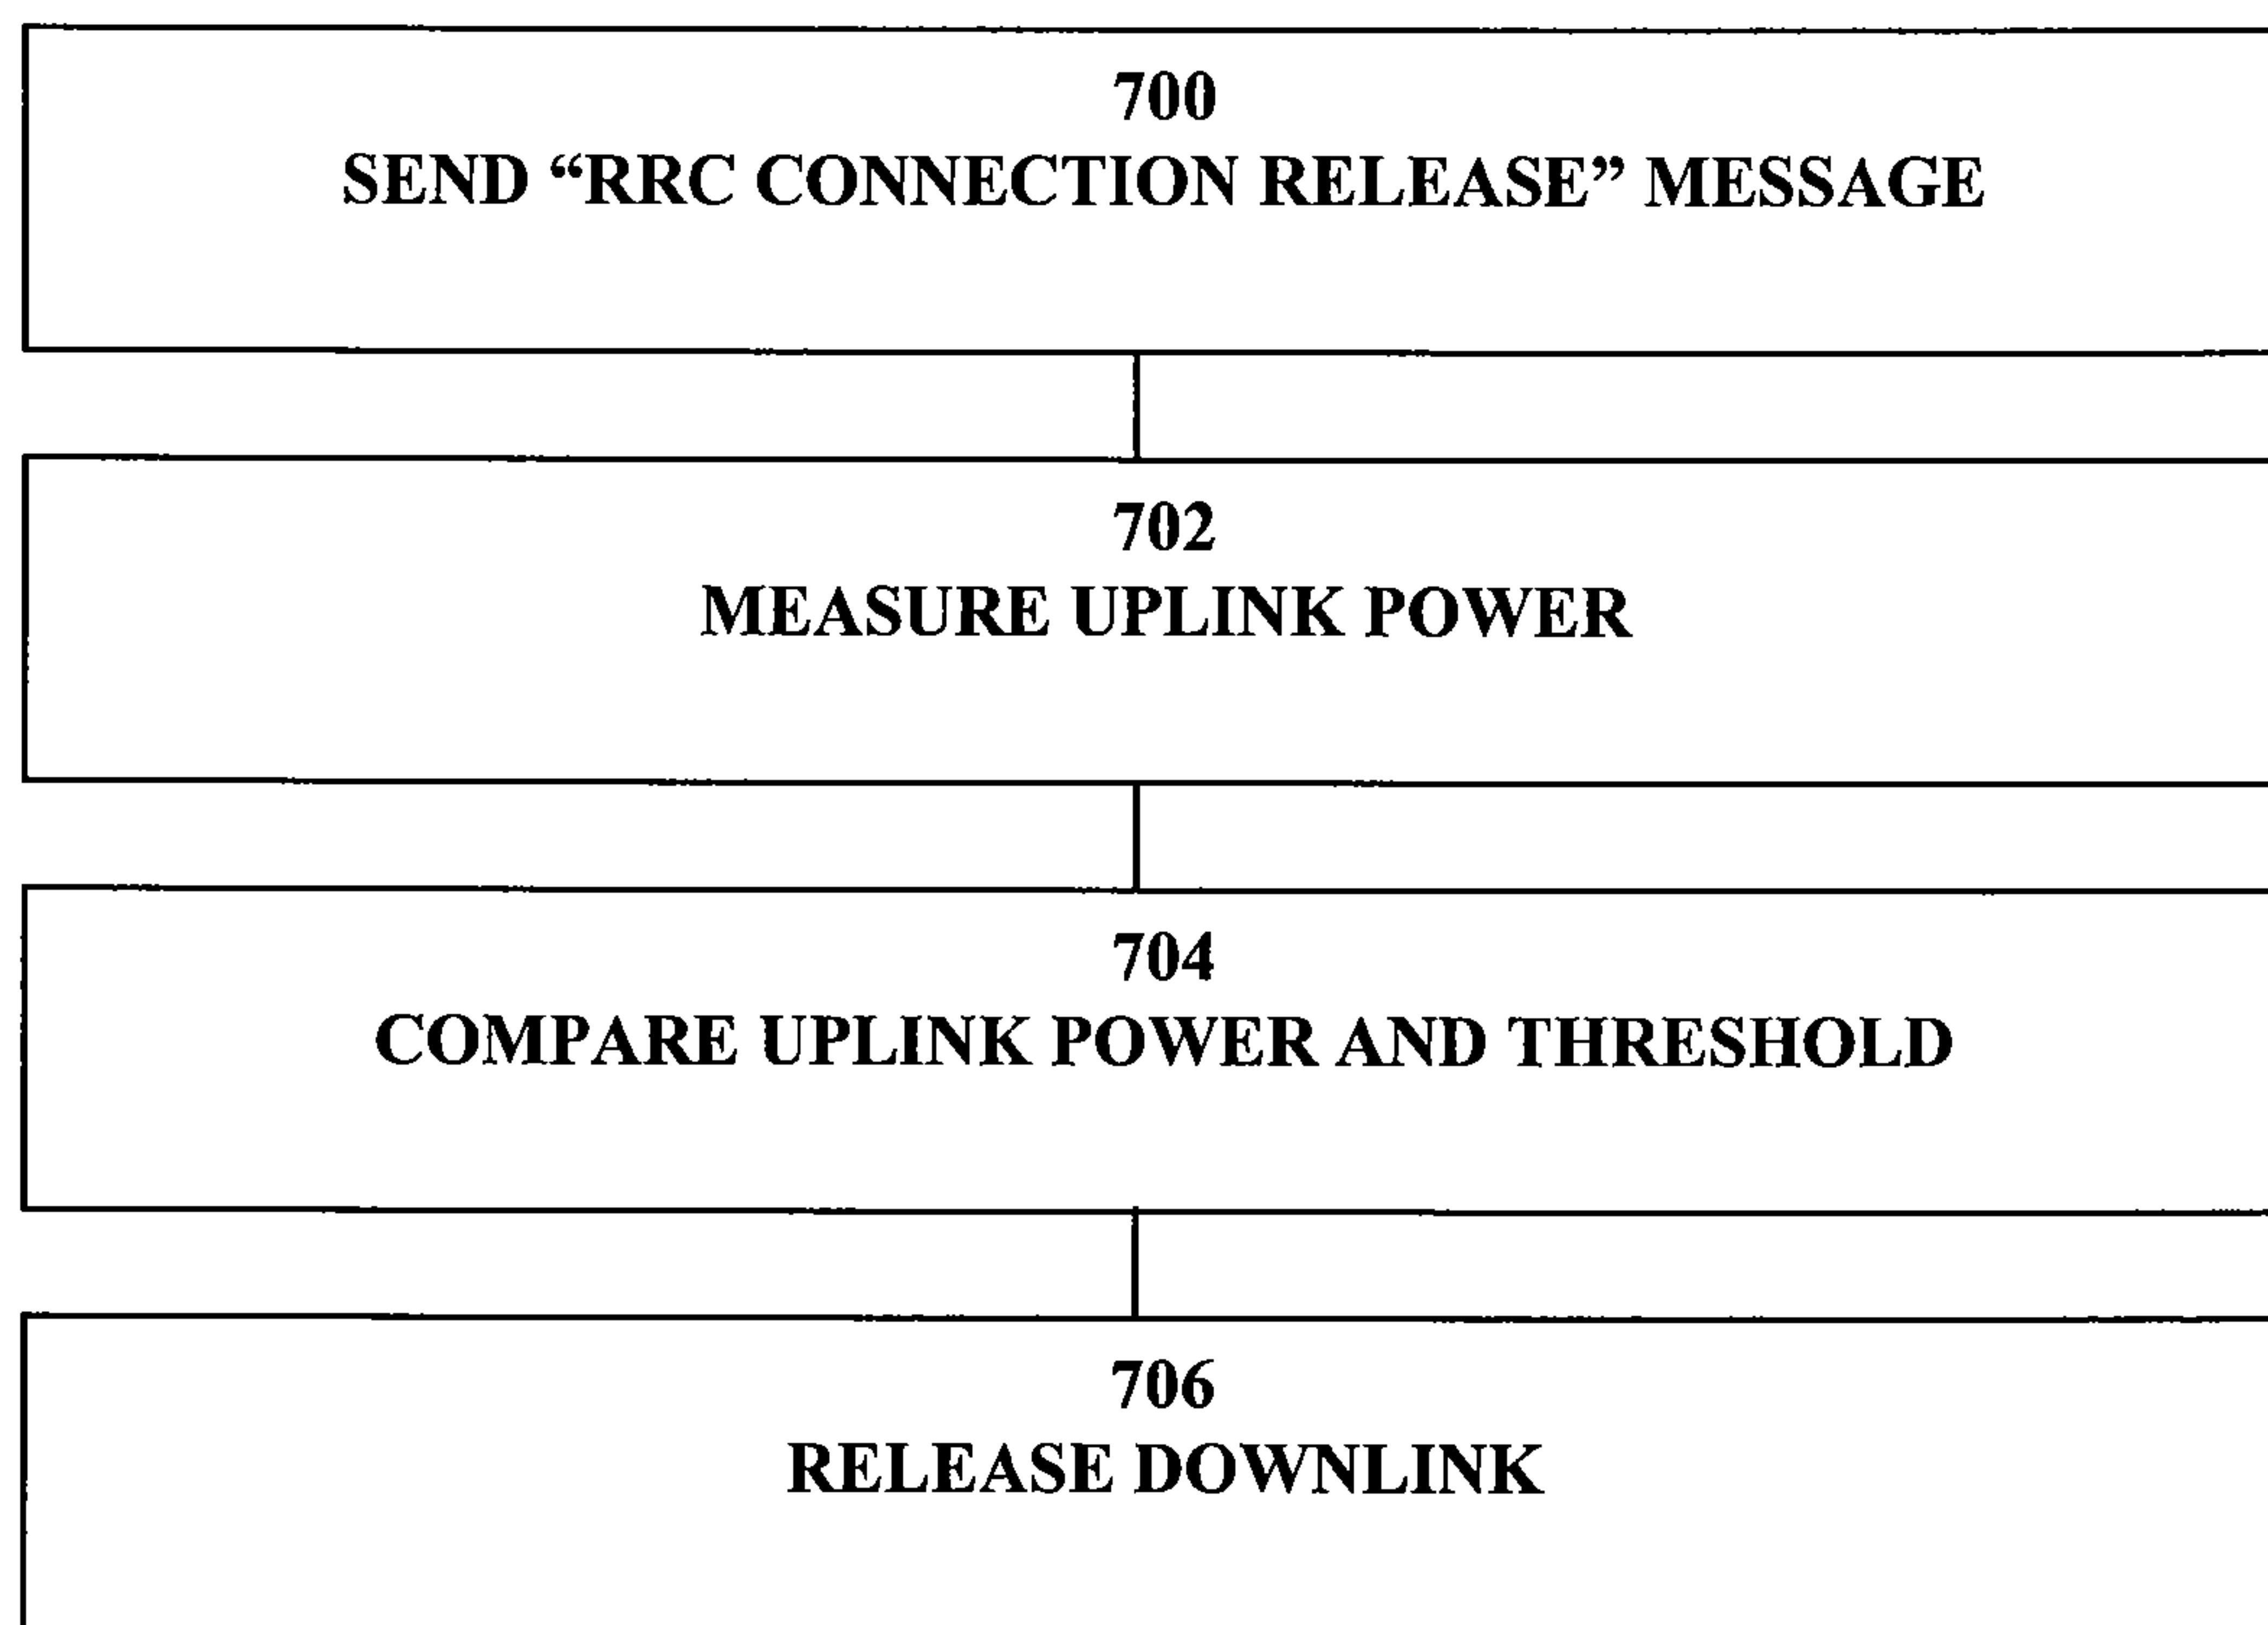 700
SEND “RRC CONNECTION RELEASE” MESSAGE
702
MEASURE UPLINK POWER
704
COMPARE UPLINK POWER AND THRESHOLD
706
RELEASE DOWNLINK